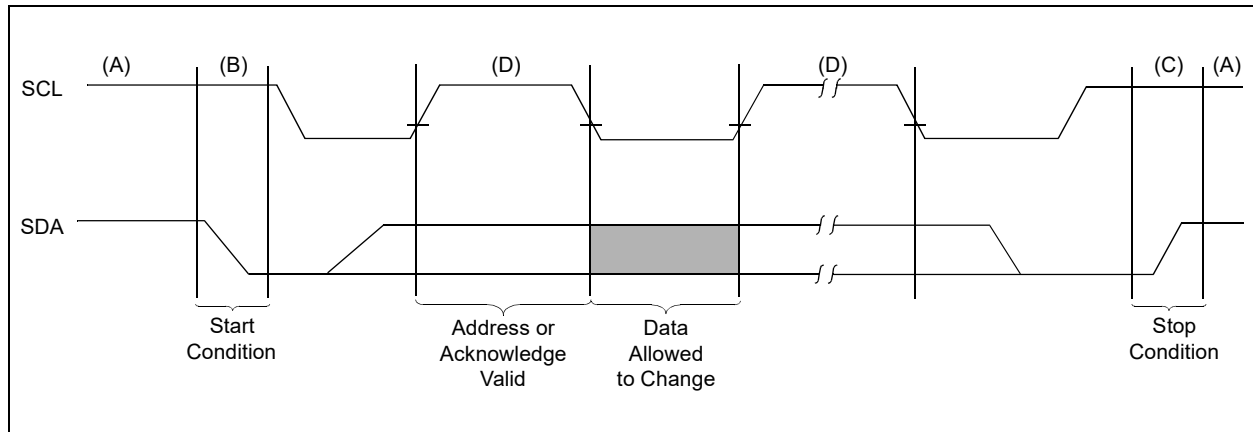 (A) (B) (D) (D) (C) (A)
SCL
SDA
Start
Condition
Address or
Acknowledge
Valid
Data
Allowed
to Change
Stop
Condition